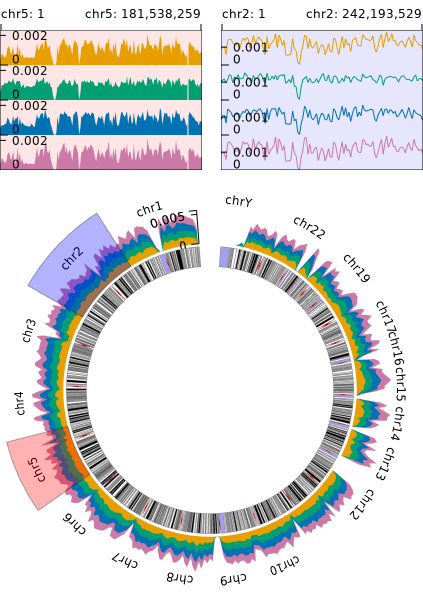 chr5: 1 chr5: 181,538,259 chr2: 1 chr2: 242,193,529
0.002
0
0.002
0
0.002
0
0.002
0
0.001
0
0.001
0
0.001
0
0.001
0
chr1
0.005
0
chrY
chr22
chr19
chr17
chr16
chr15
chr14
chr13
chr12
chr10
chr9
chr8
chr7
chr6
chr5
chr4
chr3
chr2